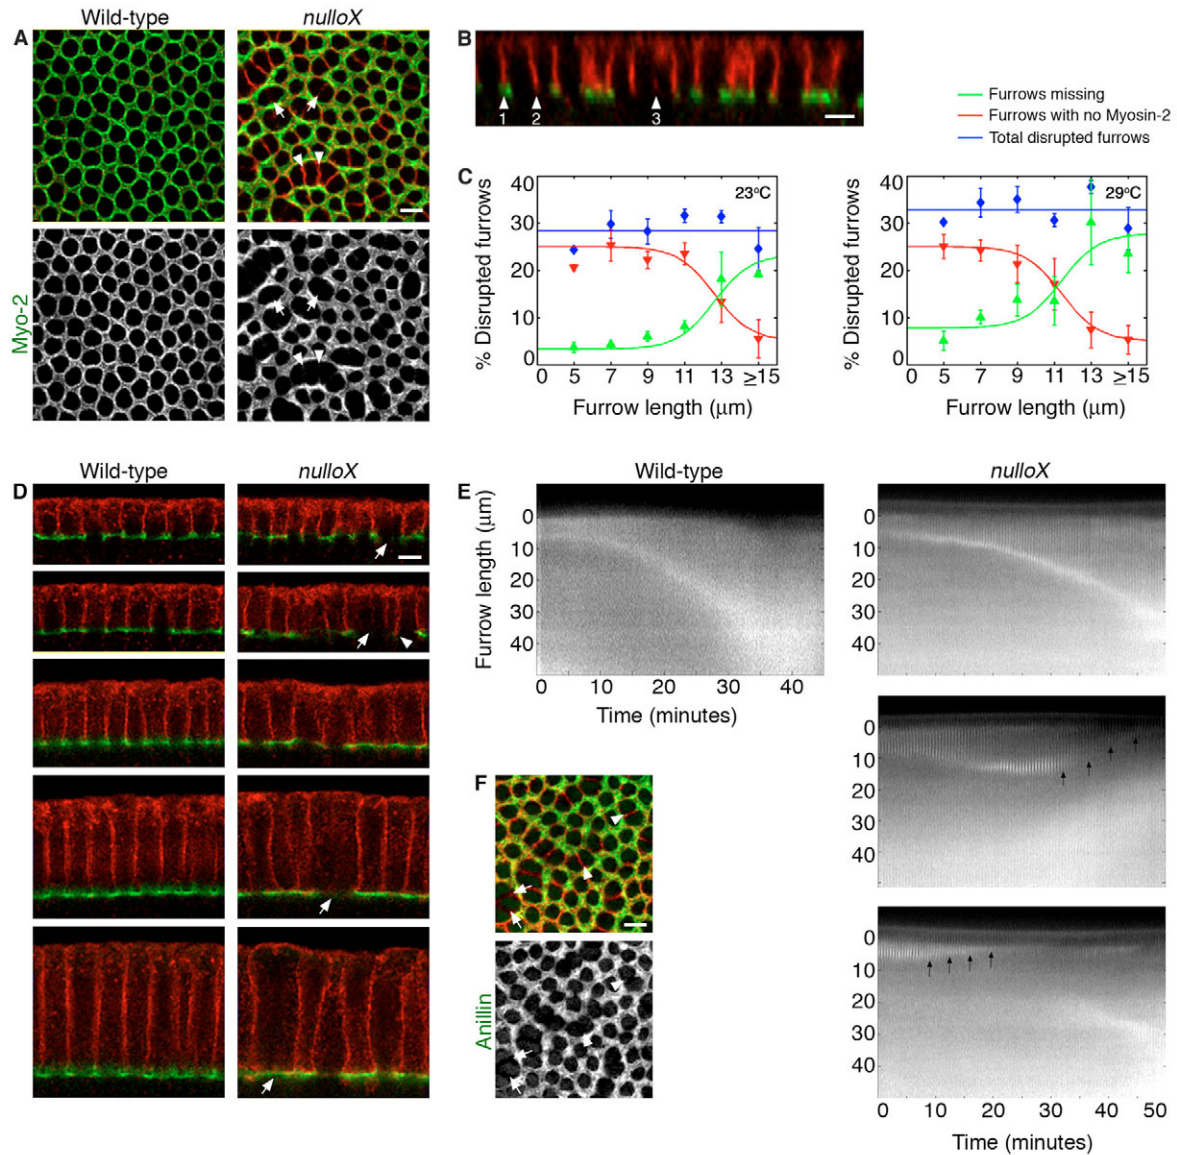 Wild-type
nulloX
A
Myo-2
B
1 2 3
Furrows missing
Furrows with no Myosin-2
Total disrupted furrows
C
% Disrupted furrows
40
30
20
10
0
23°C
0 5 7 9 11 13 ≥15
Furrow length (μm)
% Disrupted furrows
40
30
20
10
0
29°C
0 5 7 9 11 13 ≥15
Furrow length (μm)
Wild-type
nulloX
D
E
Wild-type
nulloX
Furrow length (μm)
0
10
20
30
40
0 10 20 30 40
Time (minutes)
0
10
20
30
40
0
10
20
30
40
0
10
20
30
40
0 10 20 30 40 50
Time (minutes)
F
Anillin